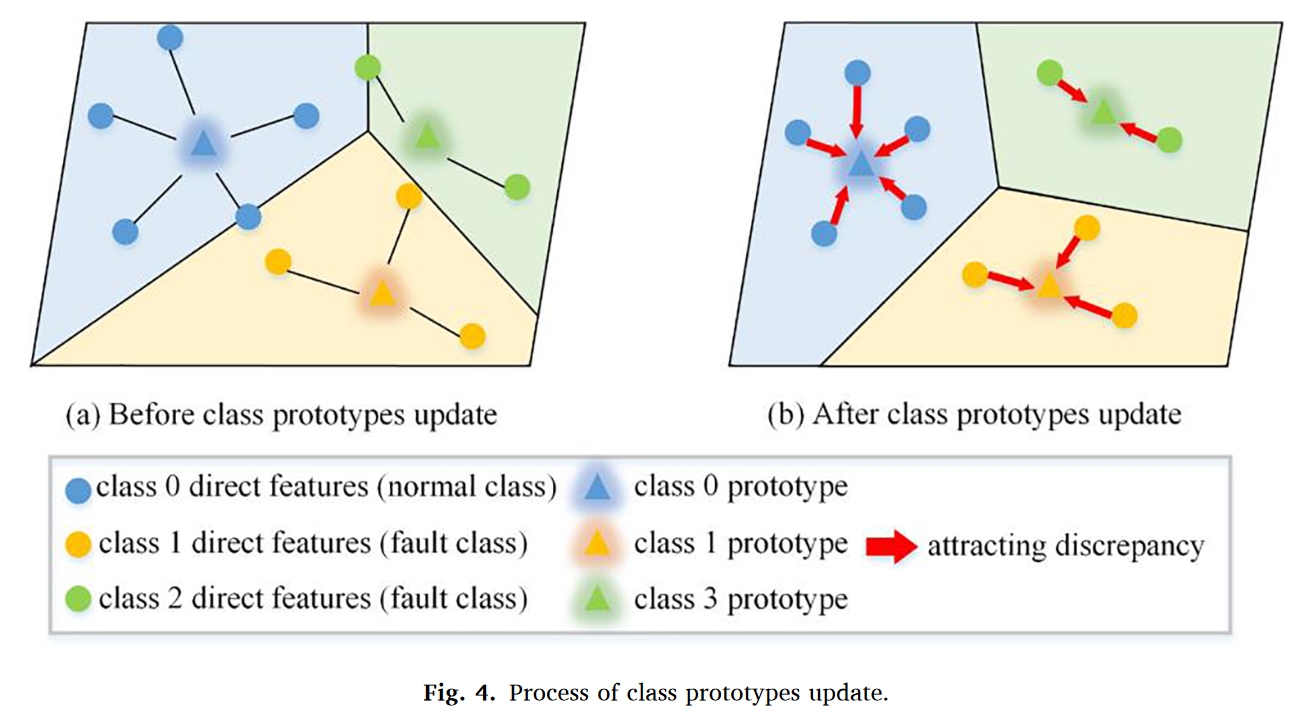 (a) Before class prototypes update
(b) After class prototypes update
class 0 direct features (normal class)
class 0 prototype
class 1 direct features (fault class)
class 1 prototype
attracting discrepancy
class 2 direct features (fault class)
class 3 prototype
Fig. 4. Process of class prototypes update.